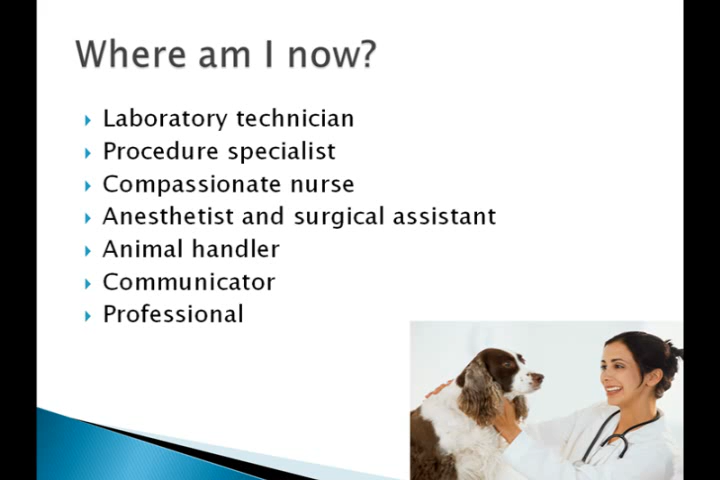 Where am I now?
Laboratory technician
Procedure specialist
Compassionate nurse
Anesthetist and surgical assistant
Animal handler
Communicator
Professional